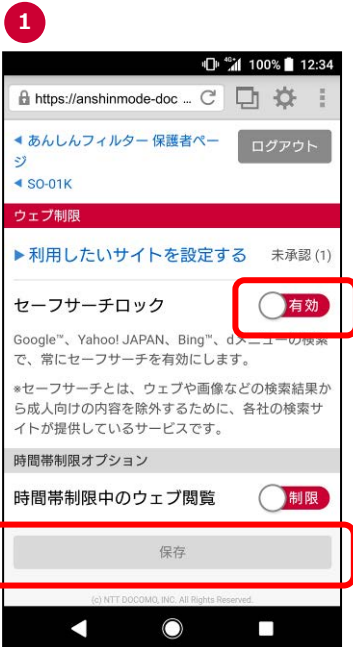 1
4G 100% 12:34
https://anshinmode-doc ...
◀ あんしんフィルター 保護者ペー
ジ
ログアウト
◀ SO-01K
ウェブ制限
▶利用したいサイトを設定する 未承認 (1)
セーフサーチロック 有効
Google™、Yahoo! JAPAN、Bing™、dメニューの検索
で、常にセーフサーチを有効にします。
*セーフサーチとは、ウェブや画像などの検索結果か
ら成人向けの内容を除外するために、各社の検索サ
イトが提供しているサービスです。
時間帯制限オプション
時間帯制限中のウェブ閲覧 制限
保存
(c) NTT DOCOMO, INC. All Rights Reserved.